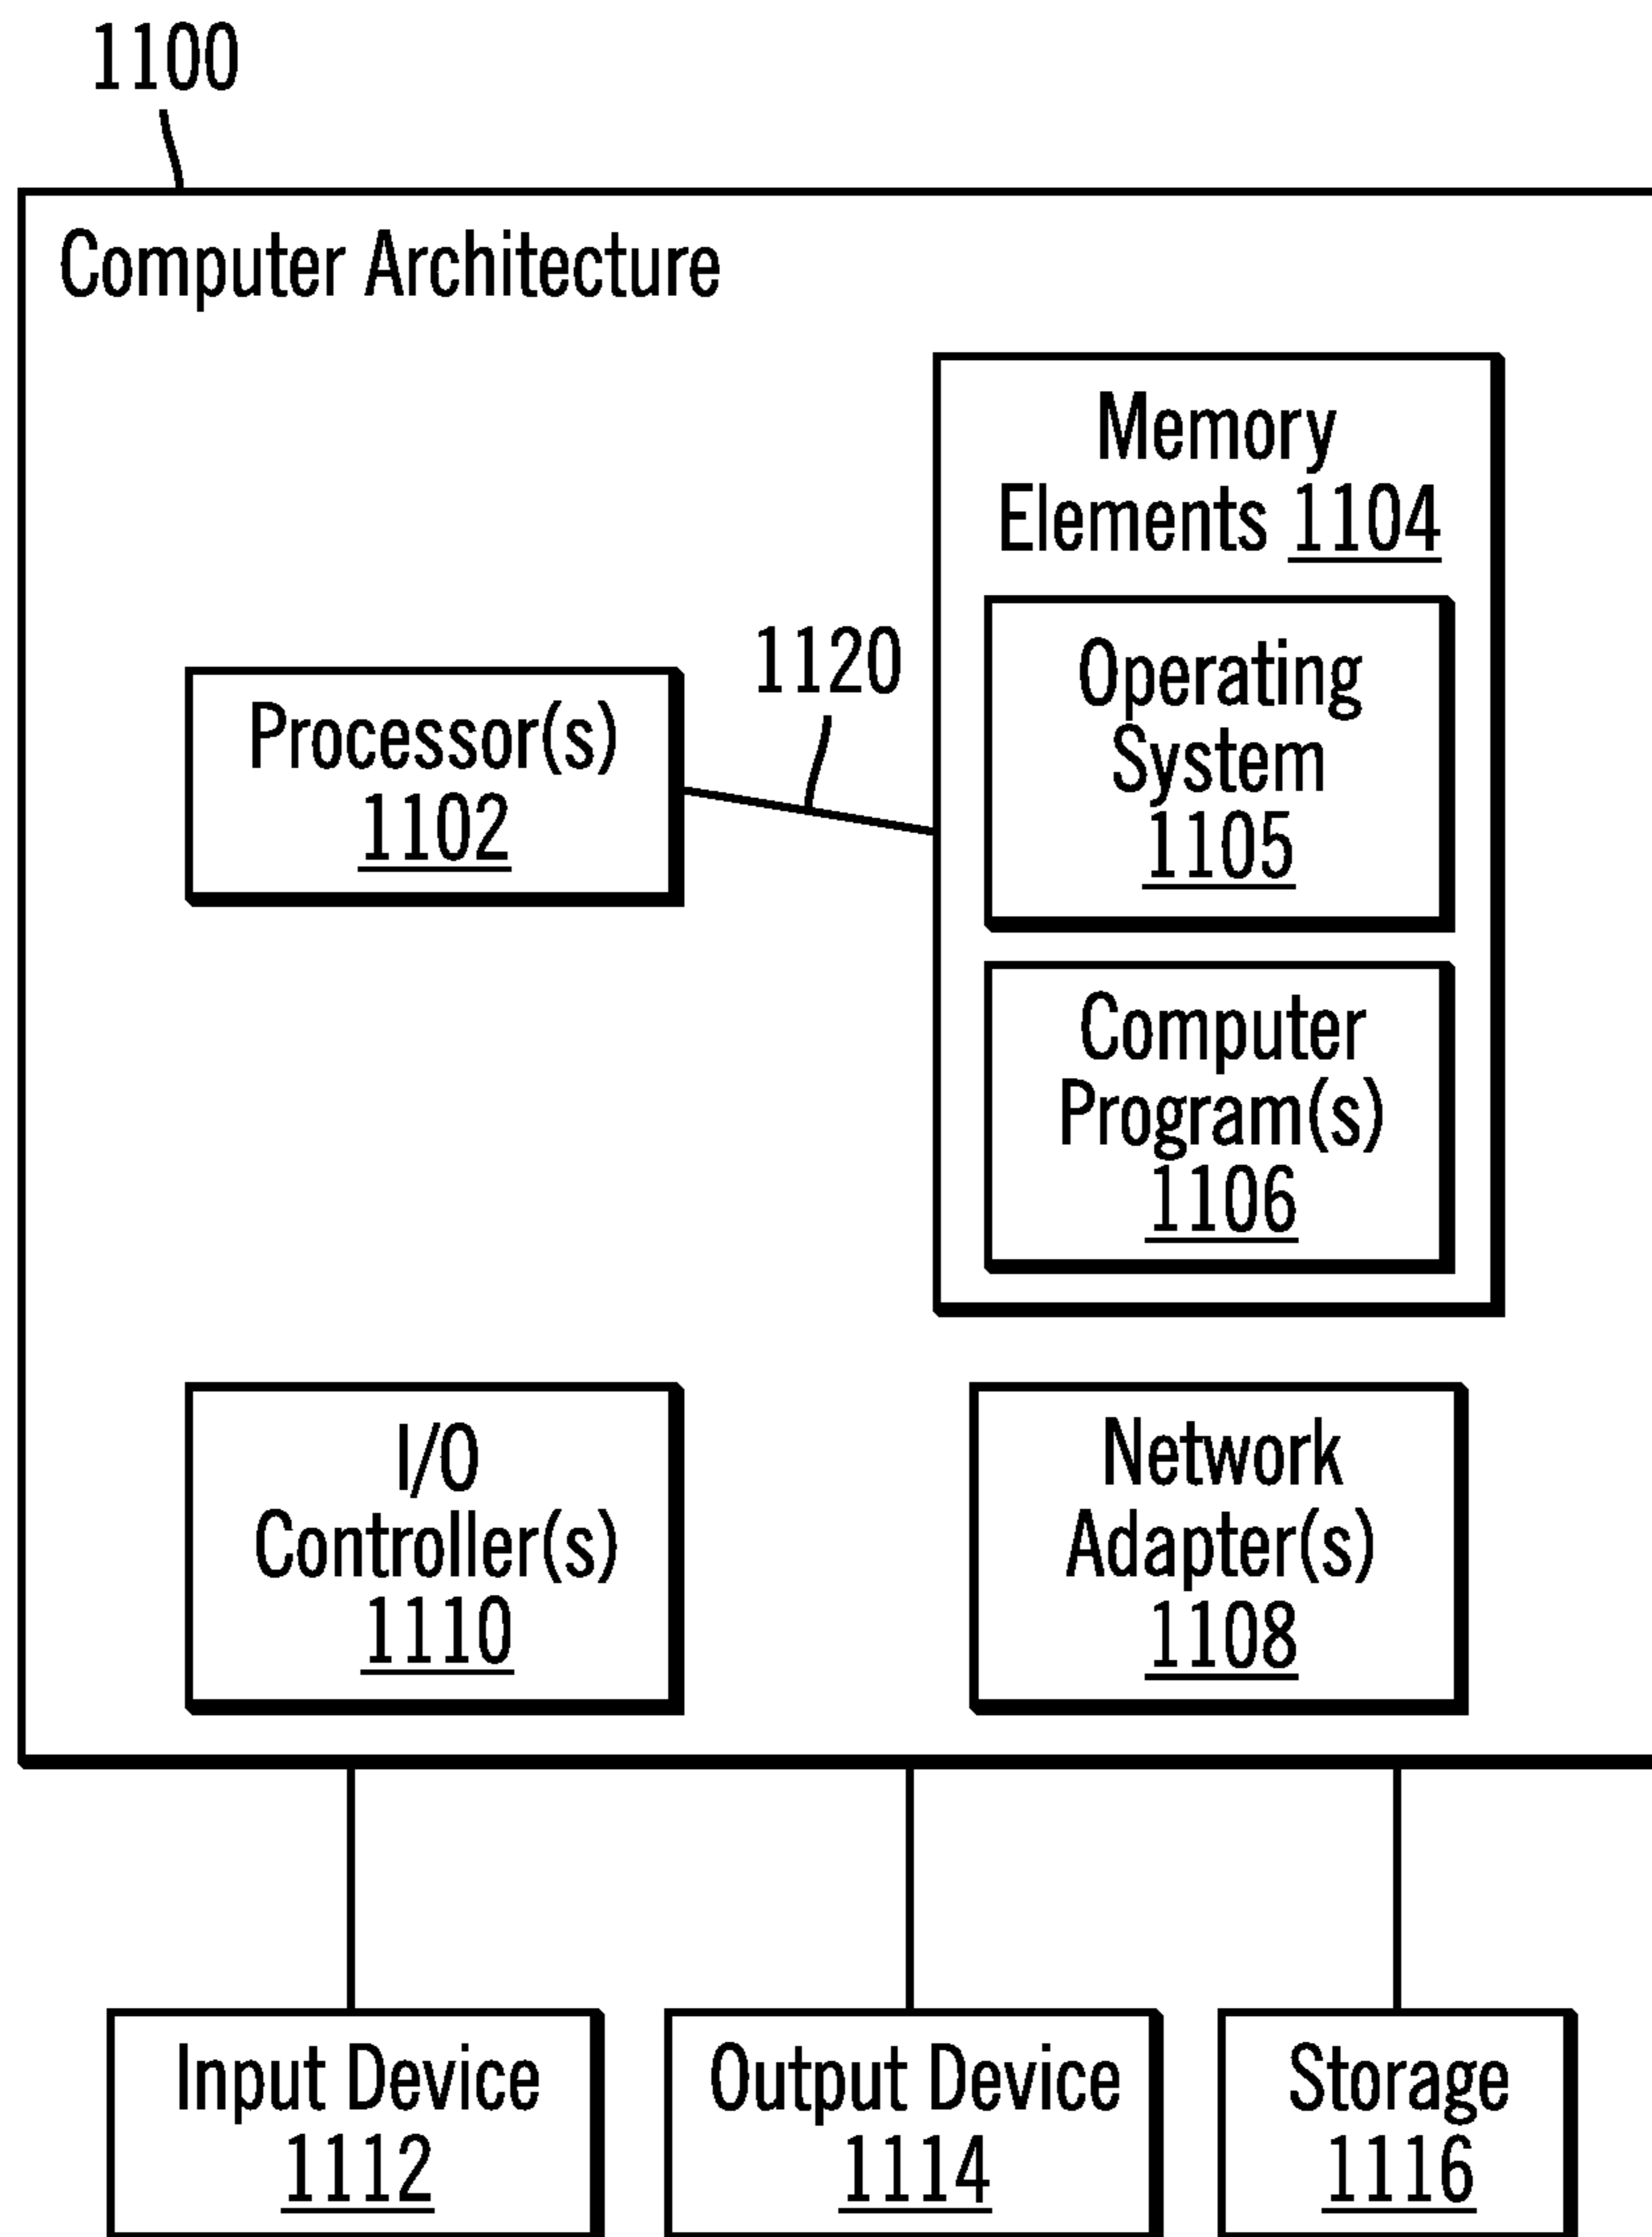 1100
Computer Architecture
Memory
Elements 1104
1120
Operating
System
1105
Processor(s)
1102
Computer
Program(s)
1106
I/O
Controller(s)
1110
Network
Adapter(s)
1108
Input Device
1112
Output Device
1114
Storage
1116